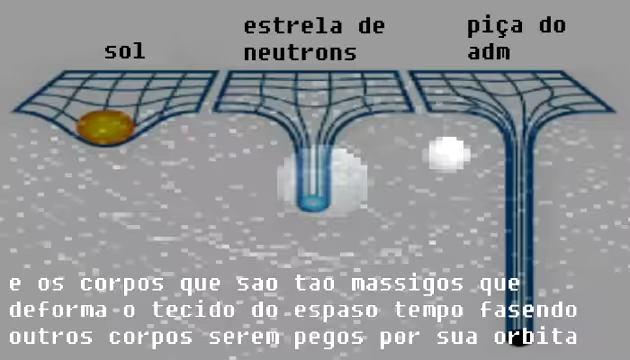 sol
estrela de
neutrons
piça do
adm
e os corpos que sao tao massigos que
deforma o tecido do espaso tempo fasendo
outros corpos serem pegos por sua orbita